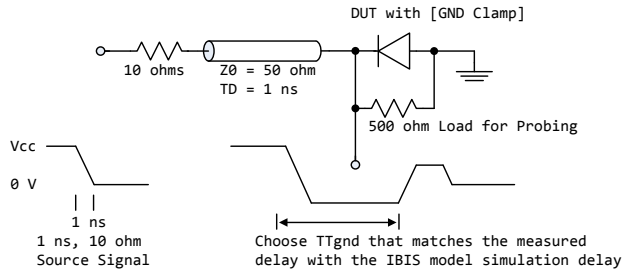 DUT with [GND Clamp]
10 ohms
Z0 = 50 ohm
TD = 1 ns
500 ohm Load for Probing
Vcc
0 V
1 ns
1 ns, 10 ohm
Source Signal
Choose TTgnd that matches the measured
delay with the IBIS model simulation delay